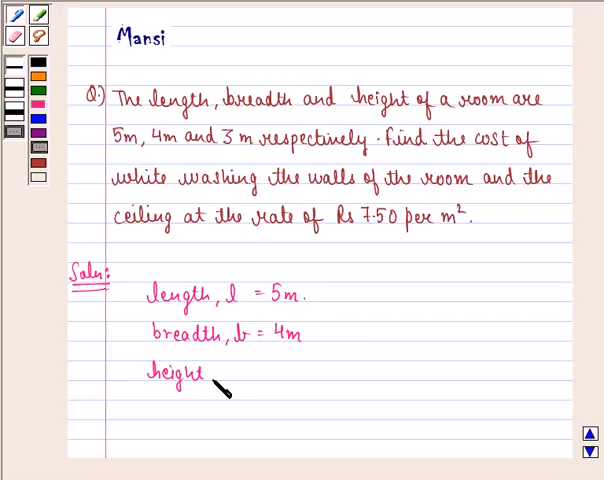 Mansi
Q.) The length, breadth and height of a room are
5m, 4m and 3 m respectively. Find the cost of
white washing the walls of the room and the
ceiling at the rate of Rs 7.50 per m².
Soln:
length, l = 5m.
breadth, b = 4m
height